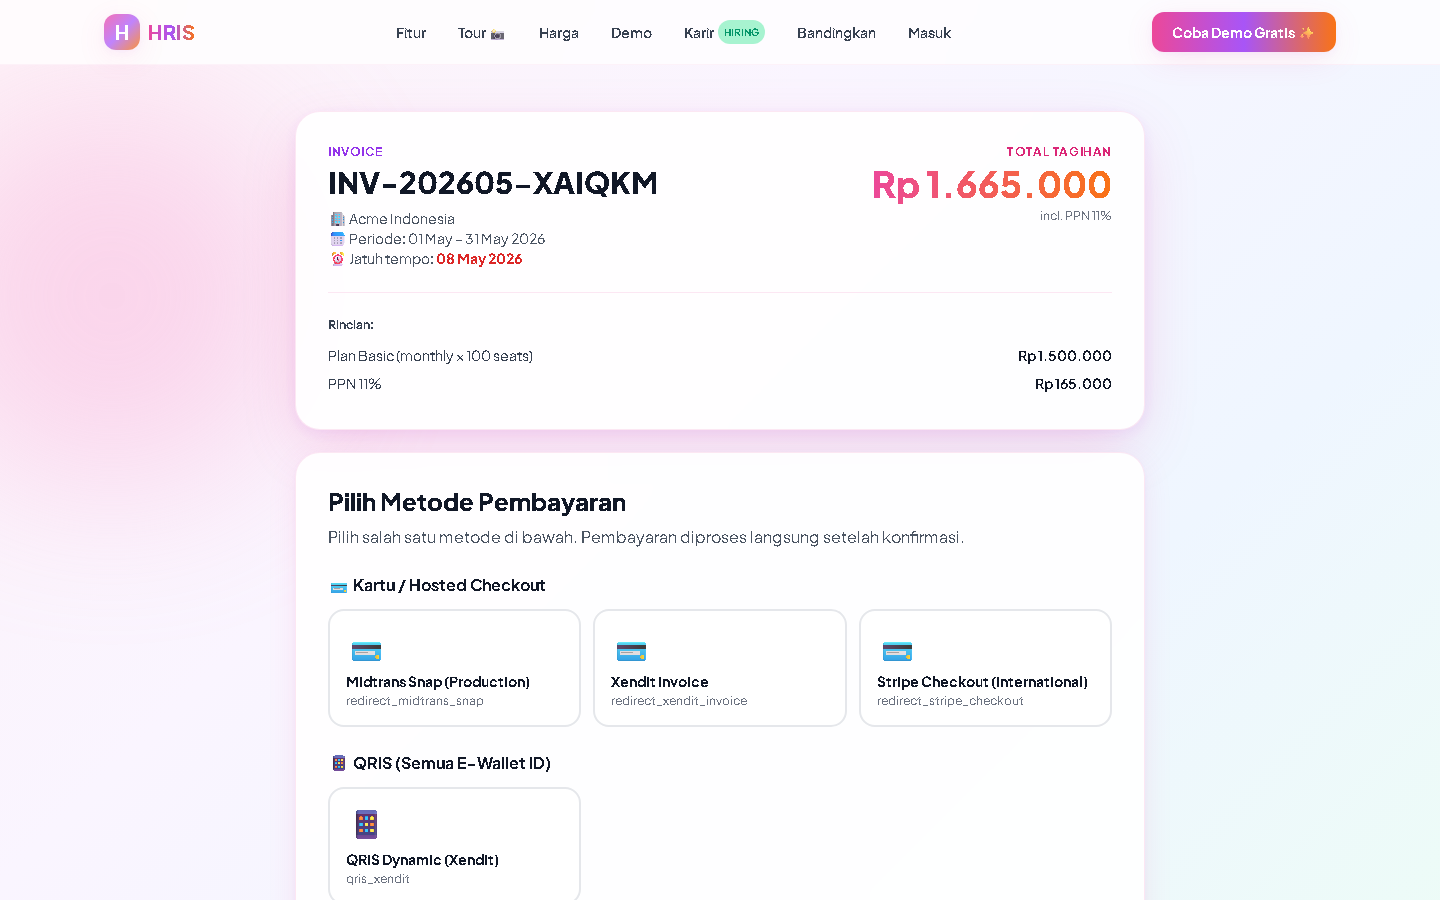 H HRIS
Fitur
Tour
Harga
Demo
Karir HIRING
Bandingkan
Masuk
Coba Demo Gratis
INVOICE
INV-202605-XAIQKM
Acme Indonesia
Periode: 01 May – 31 May 2026
Jatuh tempo: 08 May 2026
TOTAL TAGIHAN
Rp 1.665.000
incl. PPN 11%
Rincian:
Plan Basic (monthly x 100 seats) Rp 1.500.000
PPN 11% Rp 165.000
Pilih Metode Pembayaran
Pilih salah satu metode di bawah. Pembayaran diproses langsung setelah konfirmasi.
Kartu / Hosted Checkout
Midtrans Snap (Production)
redirect_midtrans_snap
Xendit Invoice
redirect_xendit_invoice
Stripe Checkout (International)
redirect_stripe_checkout
QRIS (Semua E-Wallet ID)
QRIS Dynamic (Xendit)
qris_xendit